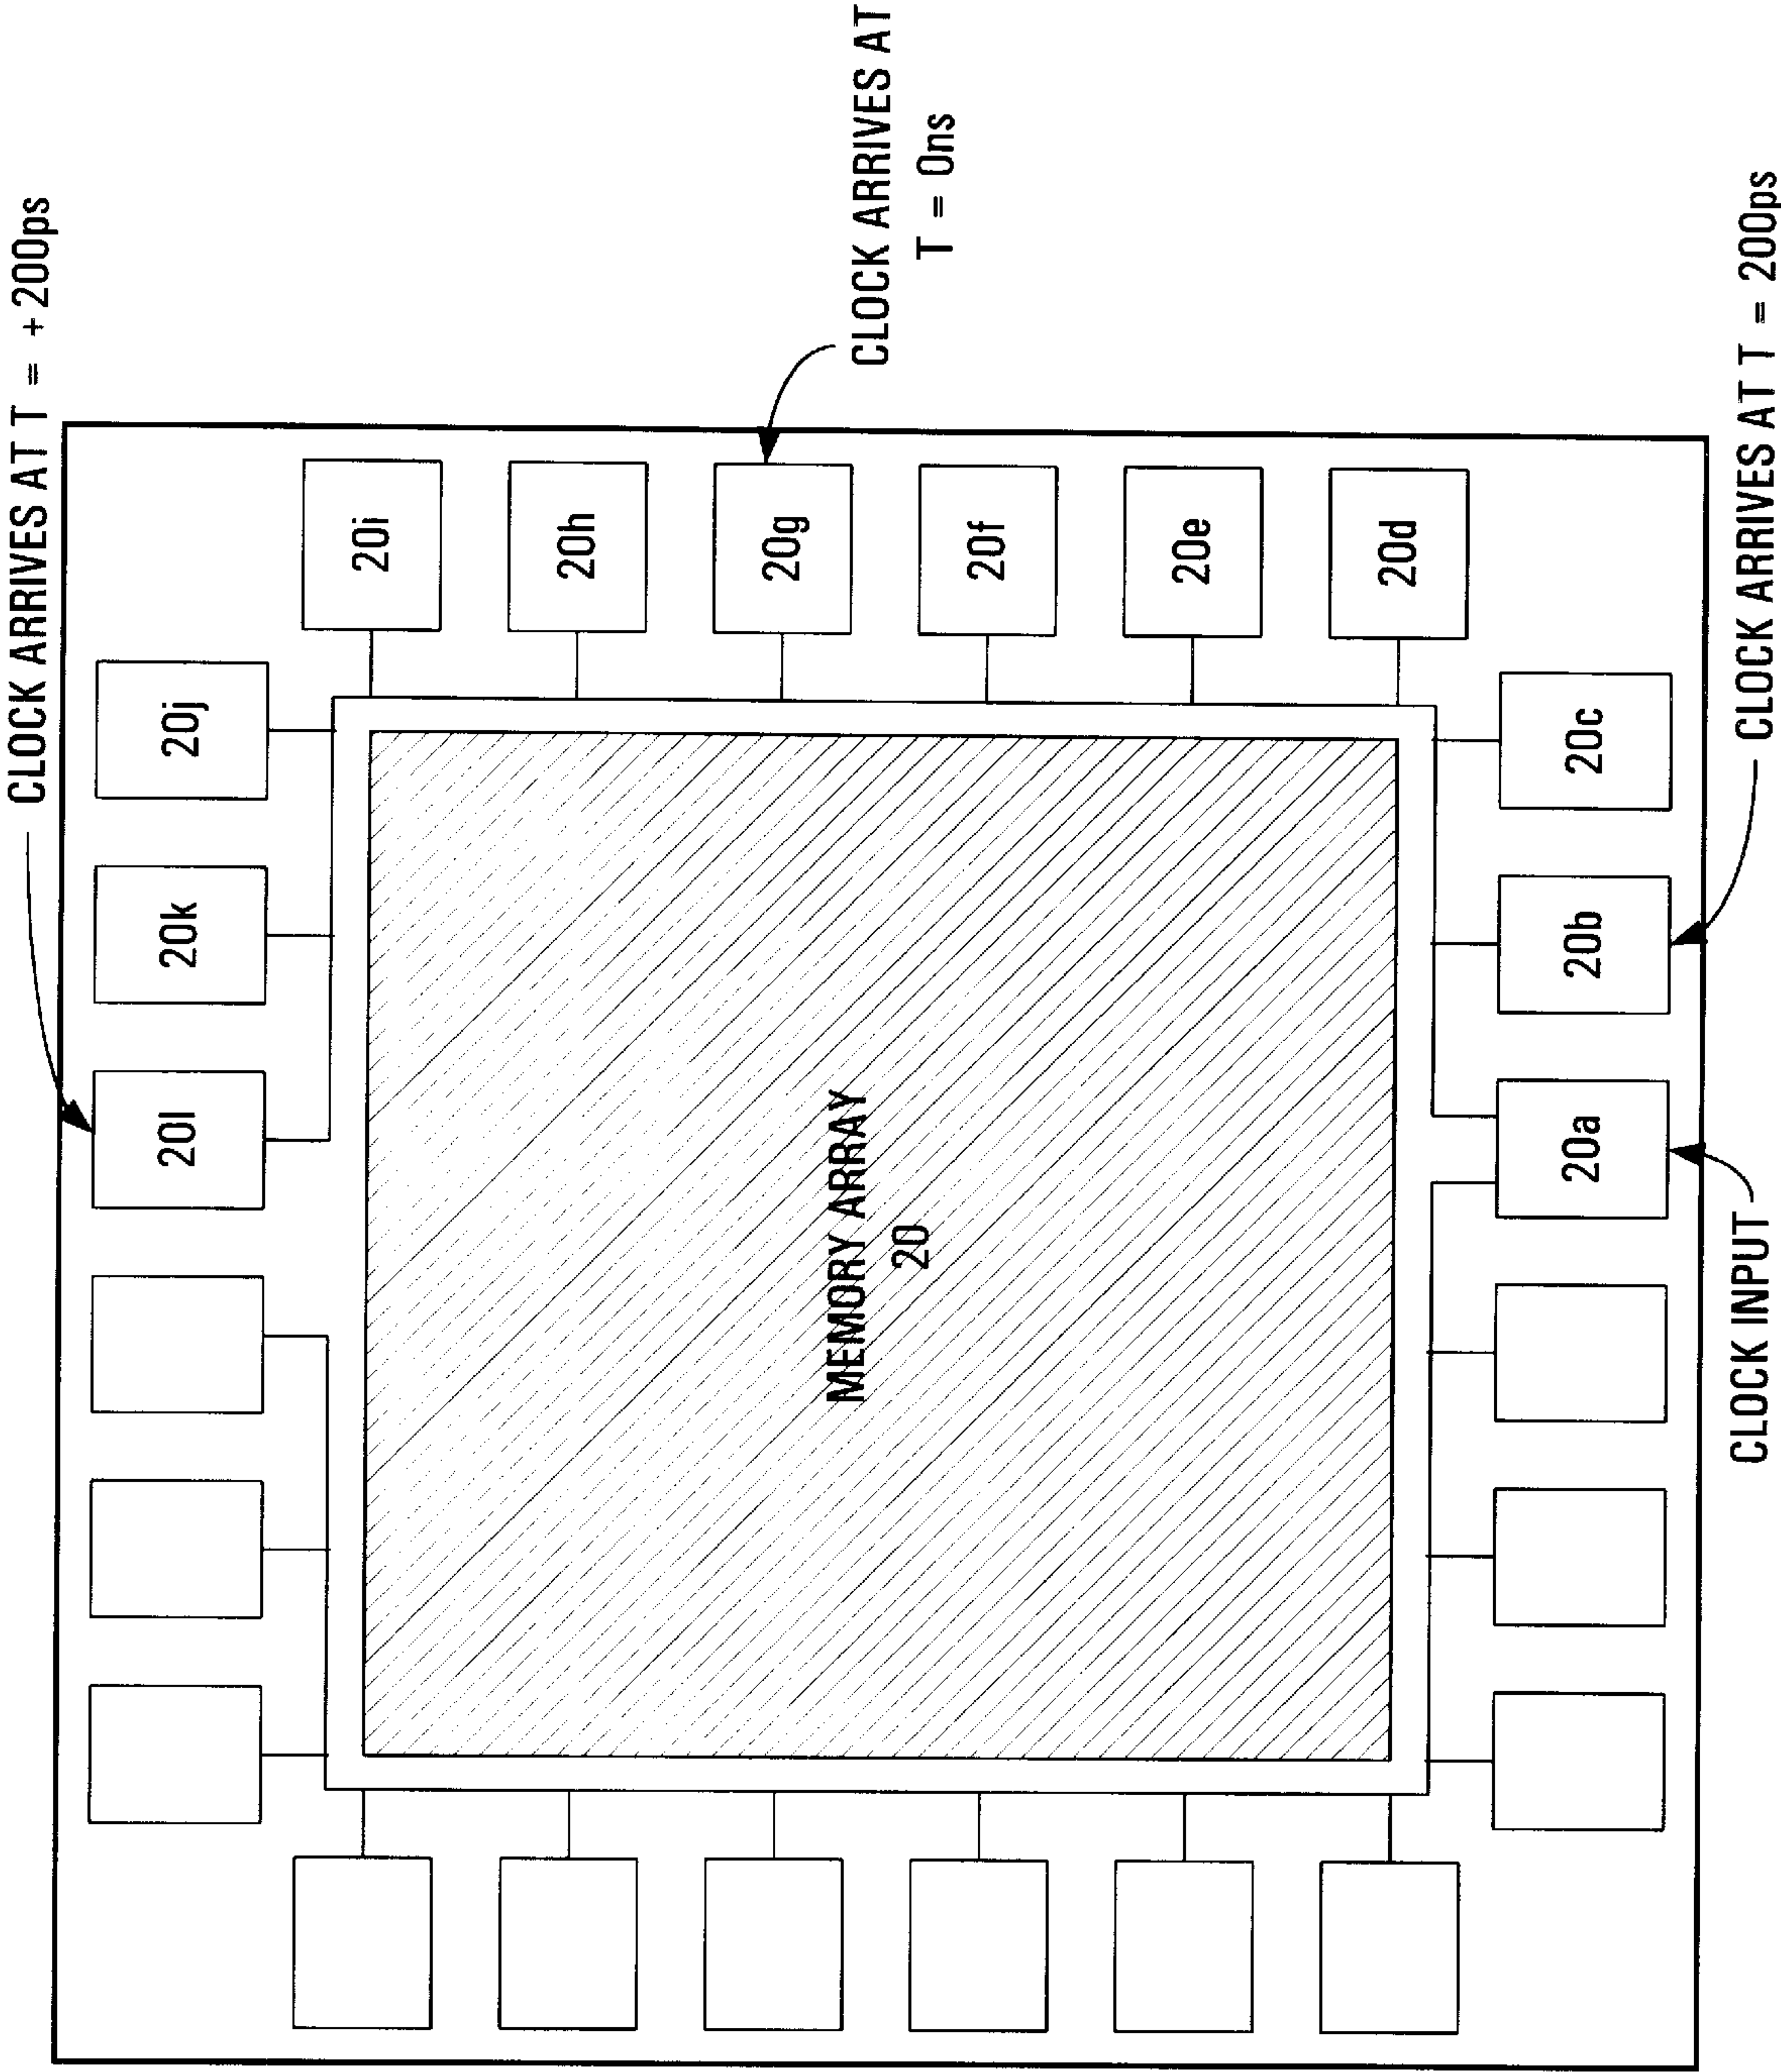 CLOCK ARRIVES AT T = +200ps
20l
20k
20j
20i
20h
20g
MEMORY ARRAY
20
CLOCK ARRIVES AT
T = 0ns
20f
20e
20d
20a
20b
20c
CLOCK INPUT
CLOCK ARRIVES AT T = 200ps